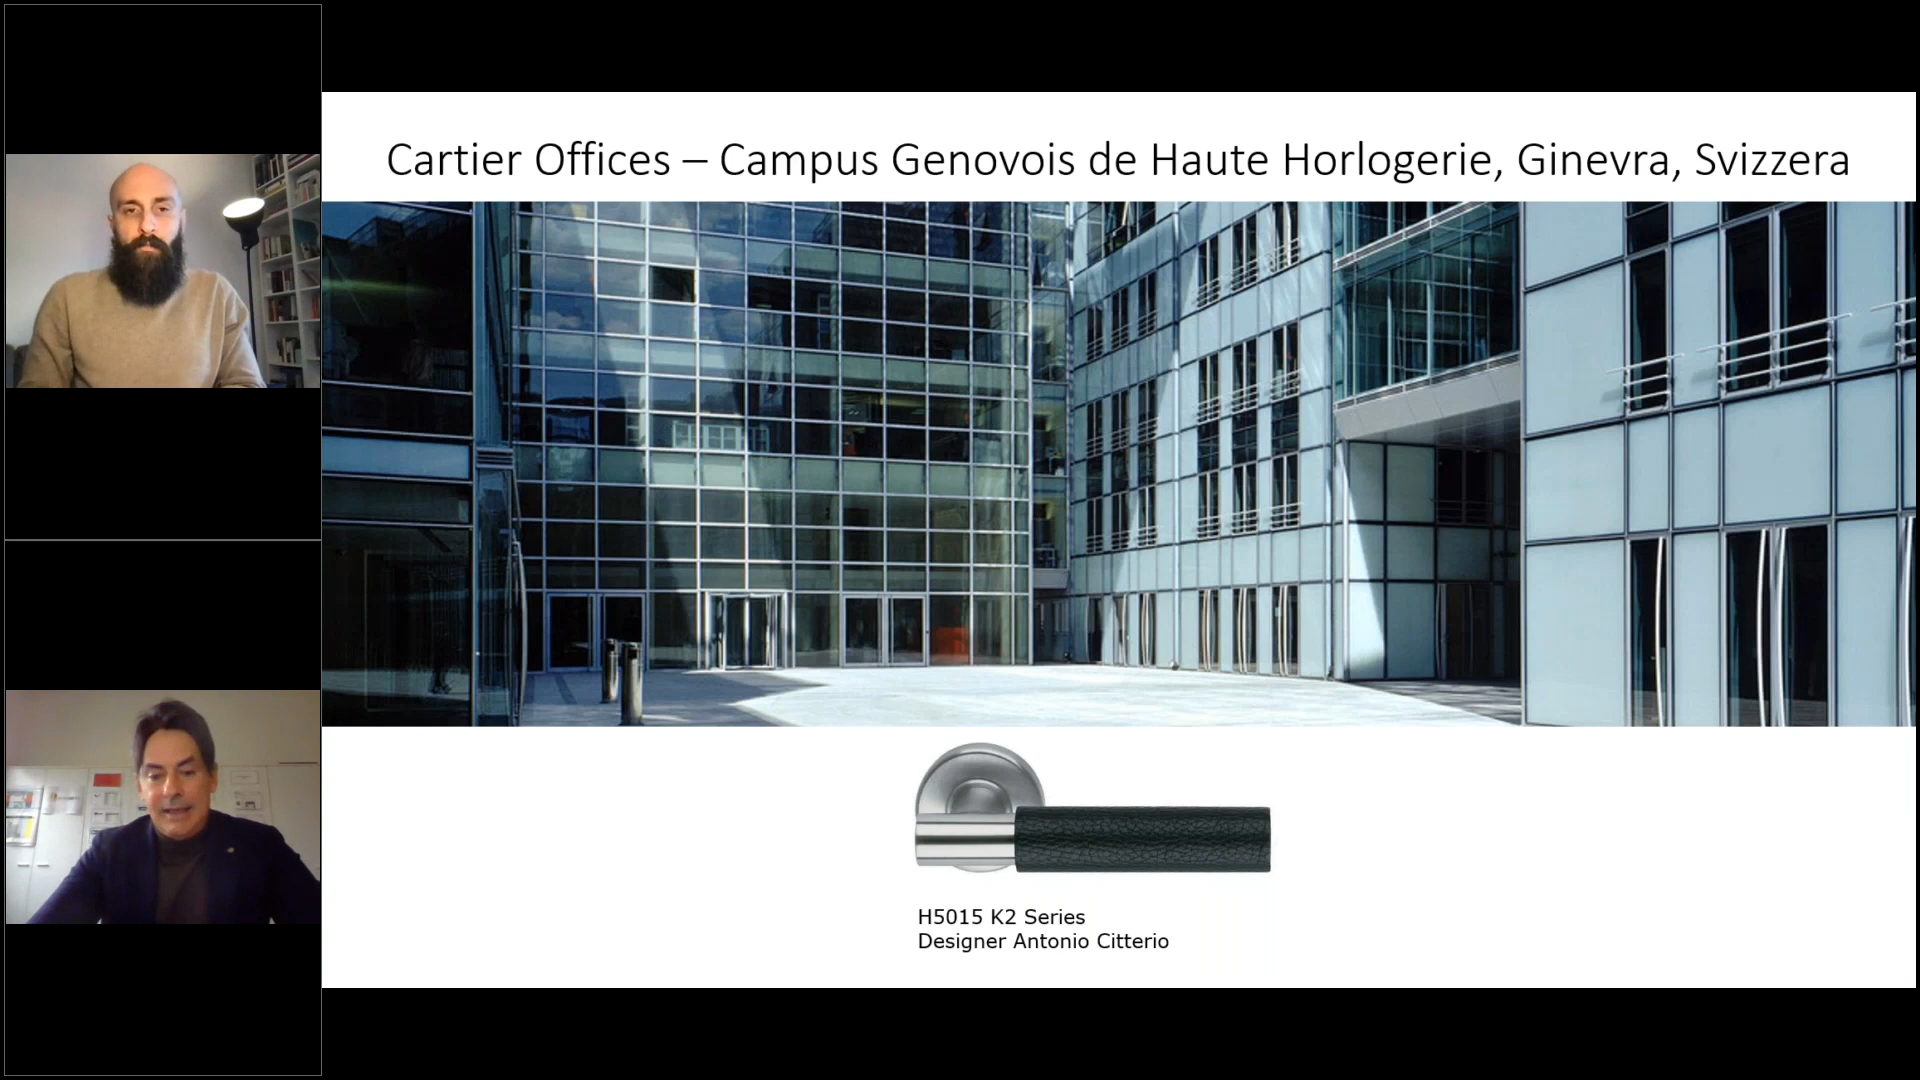 Cartier Offices – Campus Genovois de Haute Horlogerie, Ginevra, Svizzera
H5015 K2 Series
Designer Antonio Citterio